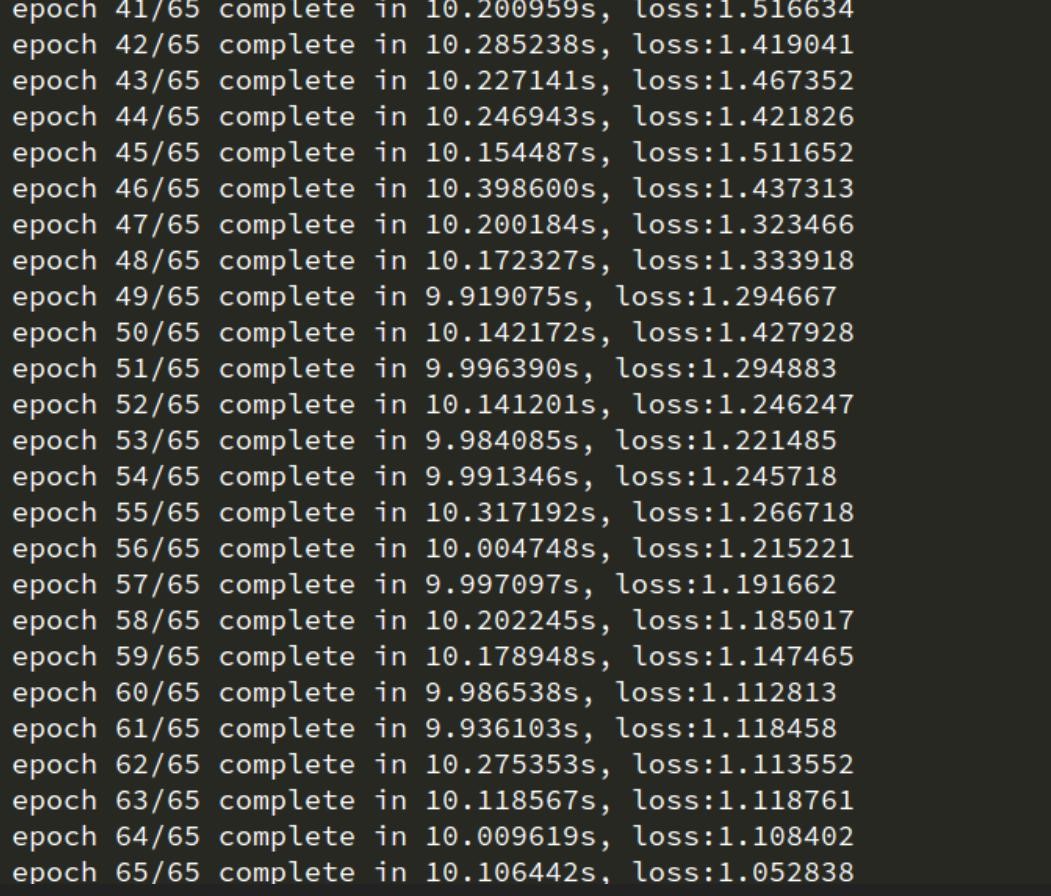 epoch 41/65 complete in 10.200959s, loss:1.516634
epoch 42/65 complete in 10.285238s, loss:1.419041
epoch 43/65 complete in 10.227141s, loss:1.467352
epoch 44/65 complete in 10.246943s, loss:1.421826
epoch 45/65 complete in 10.154487s, loss:1.511652
epoch 46/65 complete in 10.398600s, loss:1.437313
epoch 47/65 complete in 10.200184s, loss:1.323466
epoch 48/65 complete in 10.172327s, loss:1.333918
epoch 49/65 complete in 9.919075s, loss:1.294667
epoch 50/65 complete in 10.142172s, loss:1.427928
epoch 51/65 complete in 9.996390s, loss:1.294883
epoch 52/65 complete in 10.141201s, loss:1.246247
epoch 53/65 complete in 9.984085s, loss:1.221485
epoch 54/65 complete in 9.991346s, loss:1.245718
epoch 55/65 complete in 10.317192s, loss:1.266718
epoch 56/65 complete in 10.004748s, loss:1.215221
epoch 57/65 complete in 9.997097s, loss:1.191662
epoch 58/65 complete in 10.202245s, loss:1.185017
epoch 59/65 complete in 10.178948s, loss:1.147465
epoch 60/65 complete in 9.986538s, loss:1.112813
epoch 61/65 complete in 9.936103s, loss:1.118458
epoch 62/65 complete in 10.275353s, loss:1.113552
epoch 63/65 complete in 10.118567s, loss:1.118761
epoch 64/65 complete in 10.009619s, loss:1.108402
epoch 65/65 complete in 10.106442s, loss:1.052838